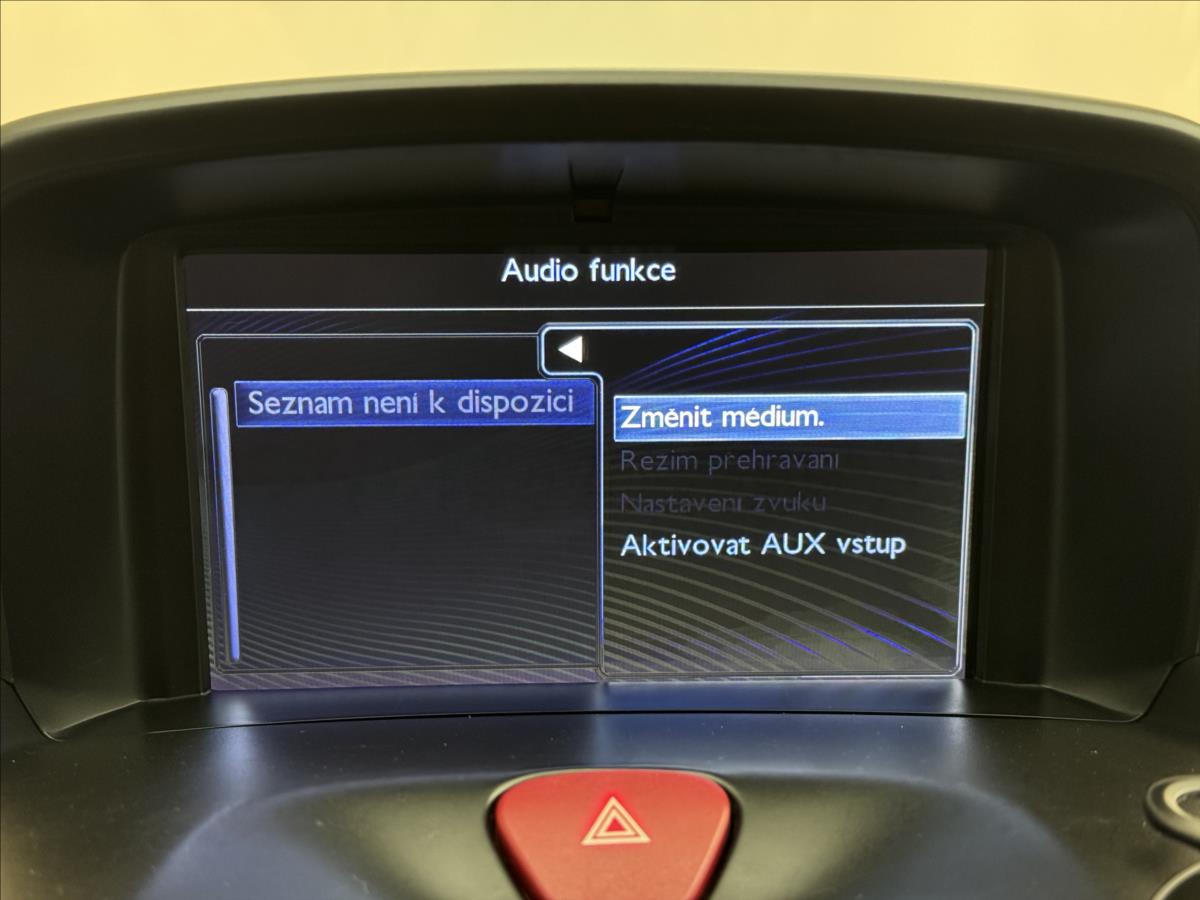 Audio funkce
Seznam není k dispozici
Změnit médium.
Režim přehrávání
Nastavení zvuku
Aktivovat AUX vstup